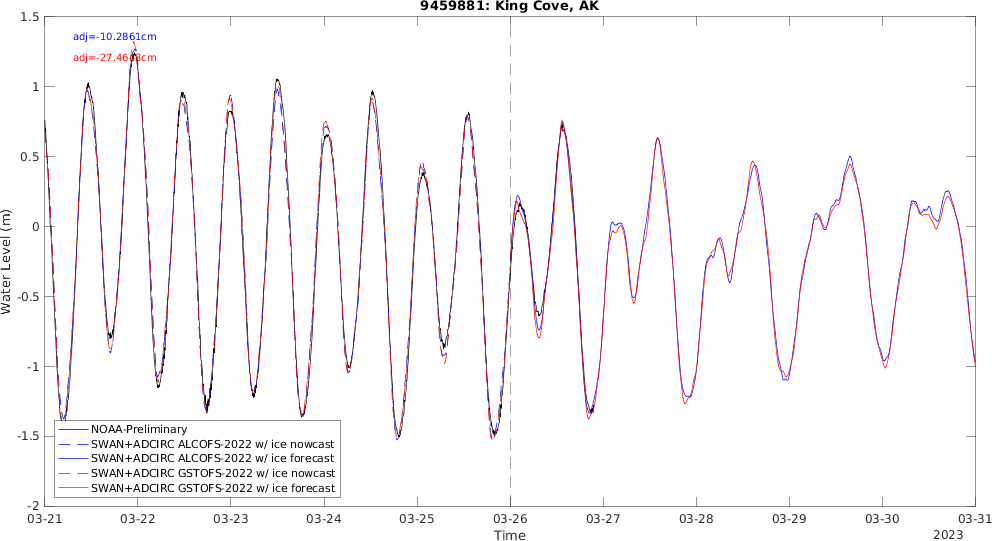 9459881: King Cove, AK
1.5
adj=-10.2861cm
adj=-27.4643cm
1
0.5
0
-0.5
-1
-1.5
-2
Water Level (m)
NOAA-Preliminary
SWAN+ADCIRC ALCOFS-2022 w/ ice nowcast
SWAN+ADCIRC ALCOFS-2022 w/ ice forecast
SWAN+ADCIRC GSTOFS-2022 w/ ice nowcast
SWAN+ADCIRC GSTOFS-2022 w/ ice forecast
03-21 03-22 03-23 03-24 03-25 03-26 03-27 03-28 03-29 03-30 03-31
Time
2023